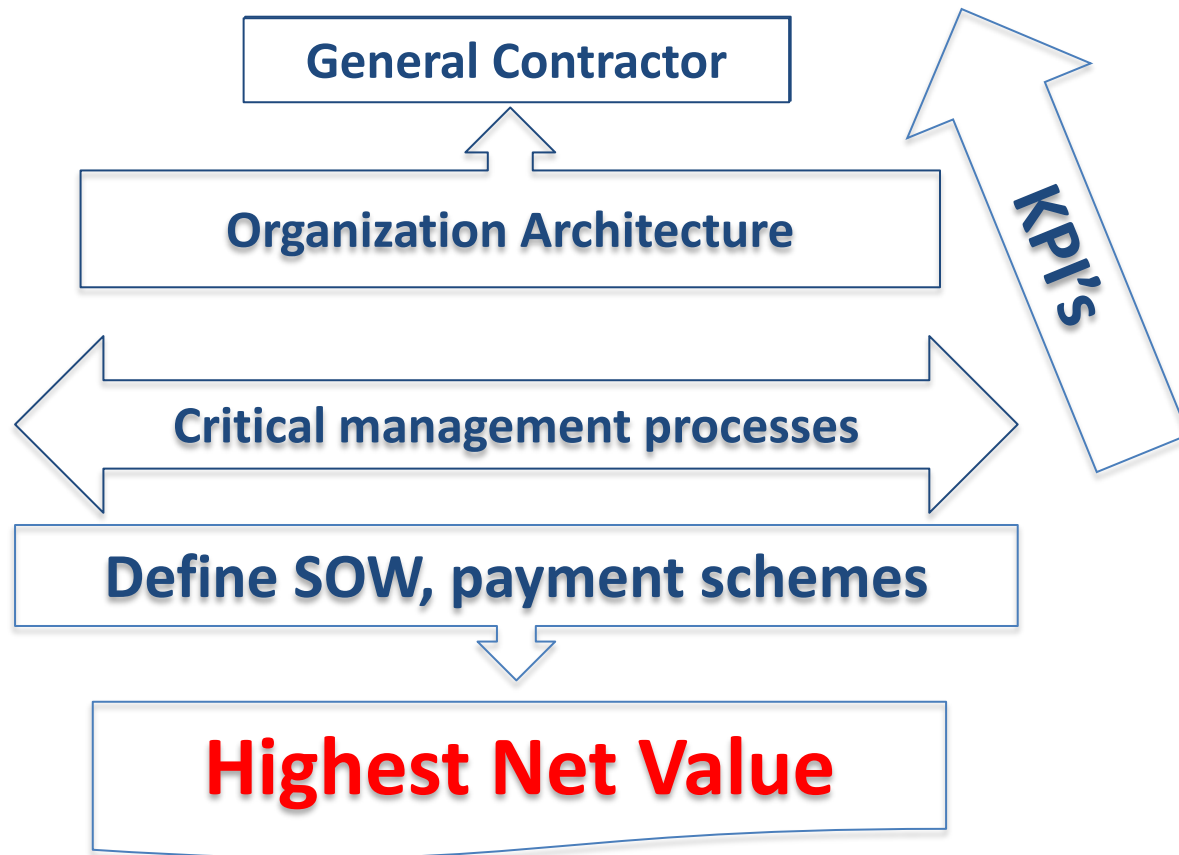 General Contractor
Organization Architecture
KPI's
Critical management processes
Define SOW, payment schemes
Highest Net Value